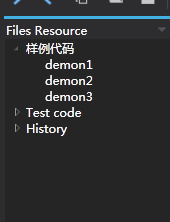 Files Resource
样例代码
demon1
demon2
demon3
Test code
History